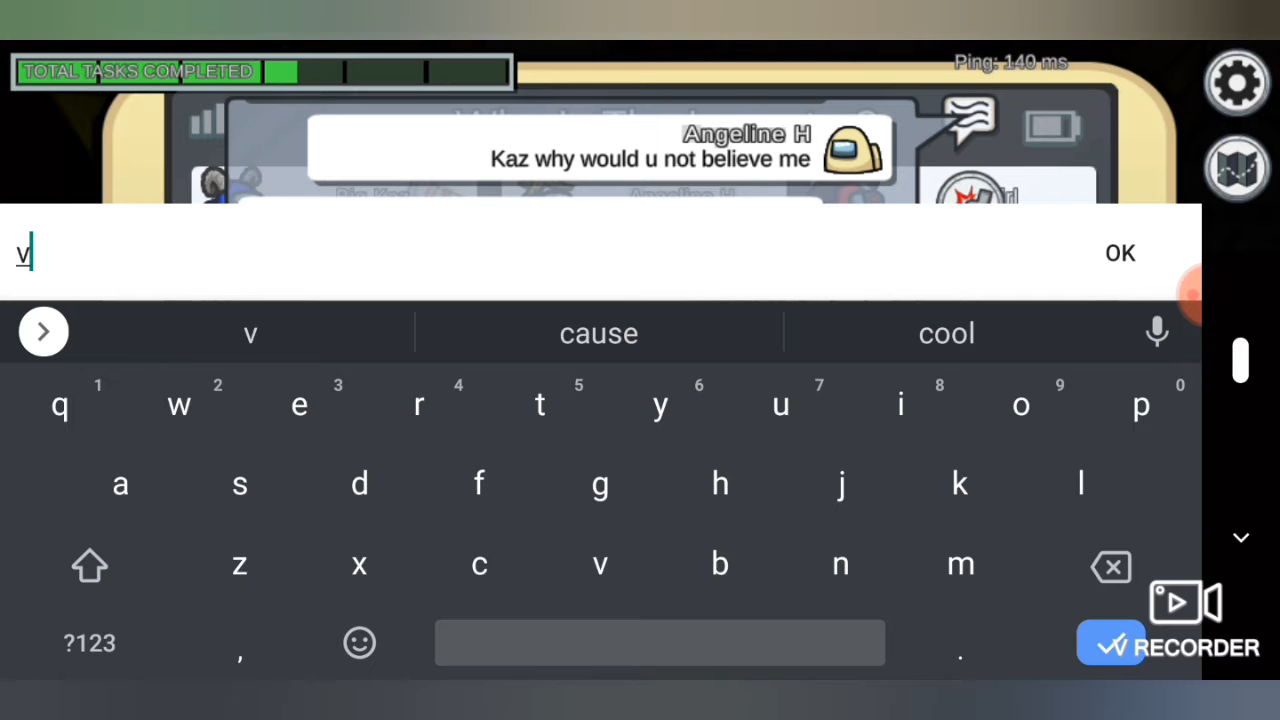 TOTAL TASKS COMPLETED
Ping: 140 ms
Angeline H
Kaz why would u not believe me
Angeline H
v
OK
v cause cool
1 2 3 4 5 6 7 8 9 0
q w e r t y u i o p
a s d f g h j k l
z x c v b n m
?123 , .
V RECORDER